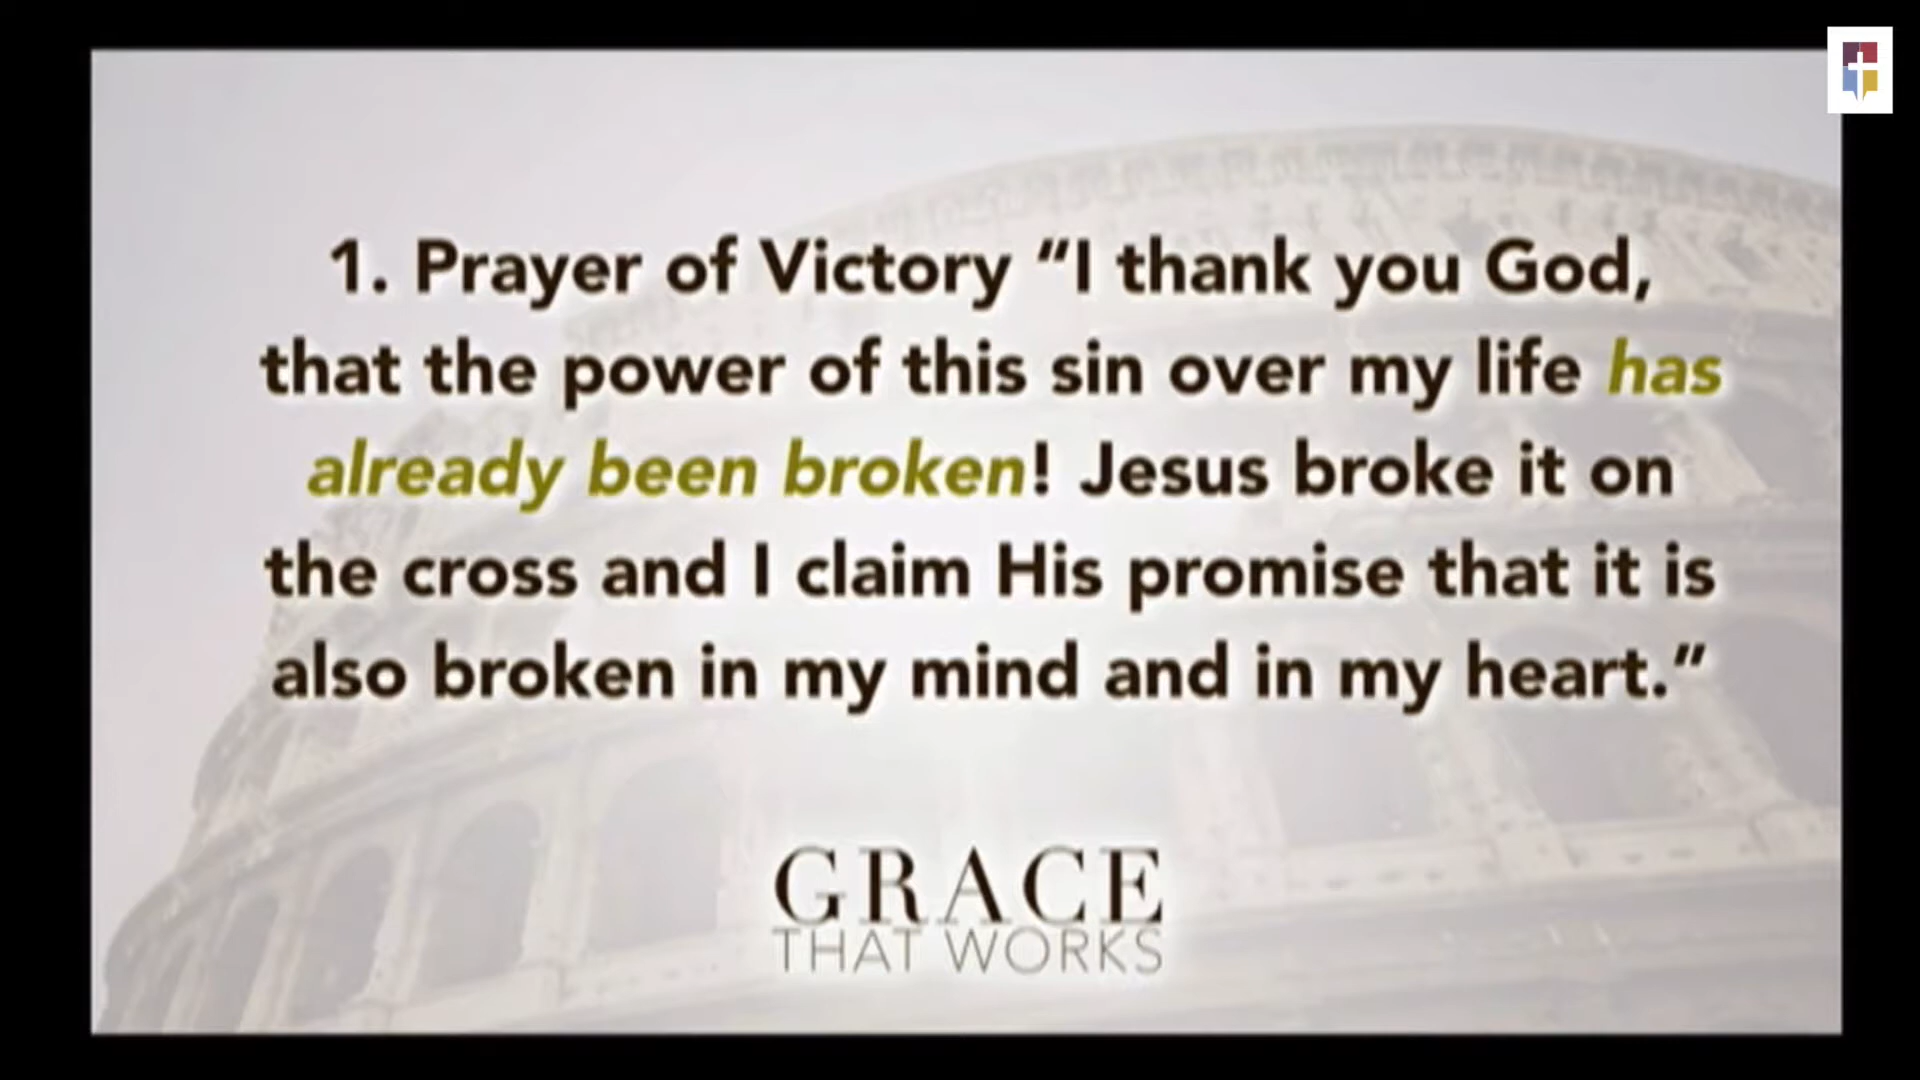 1. Prayer of Victory “I thank you God,
that the power of this sin over my life has
already been broken! Jesus broke it on
the cross and I claim His promise that it is
also broken in my mind and in my heart.”
GRACE
THAT WORKS